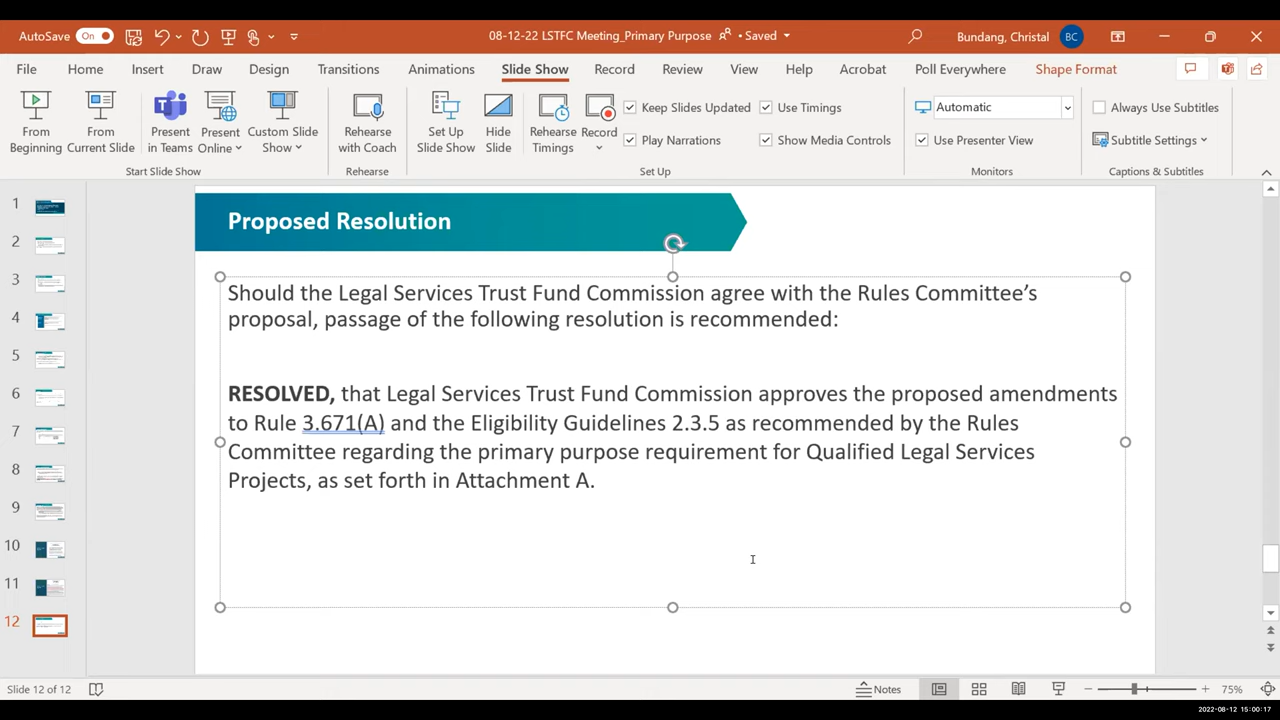 AutoSave On 08-12-22 LSTFC Meeting_Primary Purpose • Saved Bundang, Christal BC
File Home Insert Draw Design Transitions Animations Slide Show Record Review View Help Acrobat Poll Everywhere Shape Format
From Beginning
From Current Slide
Present in Teams
Present Online
Custom Slide Show
Rehearse with Coach
Set Up Slide Show
Hide Slide
Rehearse Timings
Record
Keep Slides Updated
Use Timings
Play Narrations
Show Media Controls
Automatic
Use Presenter View
Always Use Subtitles
Subtitle Settings
Start Slide Show Rehearse Set Up Monitors Captions & Subtitles
1
2
3
4
5
6
7
8
9
10
11
12
Proposed Resolution
Should the Legal Services Trust Fund Commission agree with the Rules Committee’s
proposal, passage of the following resolution is recommended:
RESOLVED, that Legal Services Trust Fund Commission approves the proposed amendments
to Rule 3.671(A) and the Eligibility Guidelines 2.3.5 as recommended by the Rules
Committee regarding the primary purpose requirement for Qualified Legal Services
Projects, as set forth in Attachment A.
Slide 12 of 12 Notes 75%
2022-08-12 15:00:17